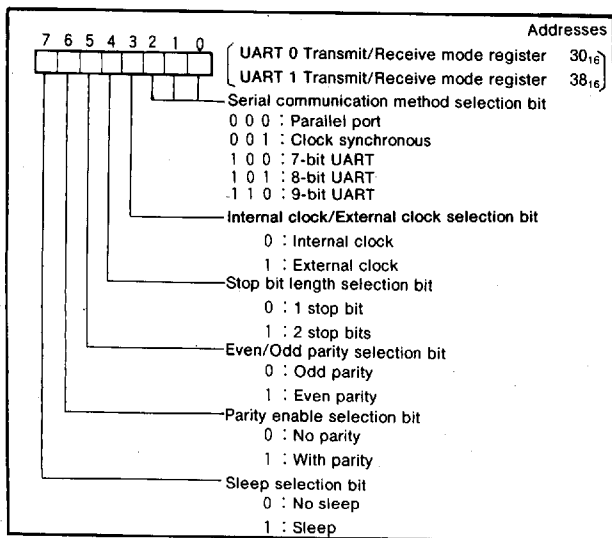 Addresses
7 6 5 4 3 2 1 0
UART 0 Transmit/Receive mode register 30₁₆
UART 1 Transmit/Receive mode register 38₁₆
Serial communication method selection bit
0 0 0 : Parallel port
0 0 1 : Clock synchronous
1 0 0 : 7-bit UART
1 0 1 : 8-bit UART
1 1 0 : 9-bit UART
Internal clock/External clock selection bit
0 : Internal clock
1 : External clock
Stop bit length selection bit
0 : 1 stop bit
1 : 2 stop bits
Even/Odd parity selection bit
0 : Odd parity
1 : Even parity
Parity enable selection bit
0 : No parity
1 : With parity
Sleep selection bit
0 : No sleep
1 : Sleep